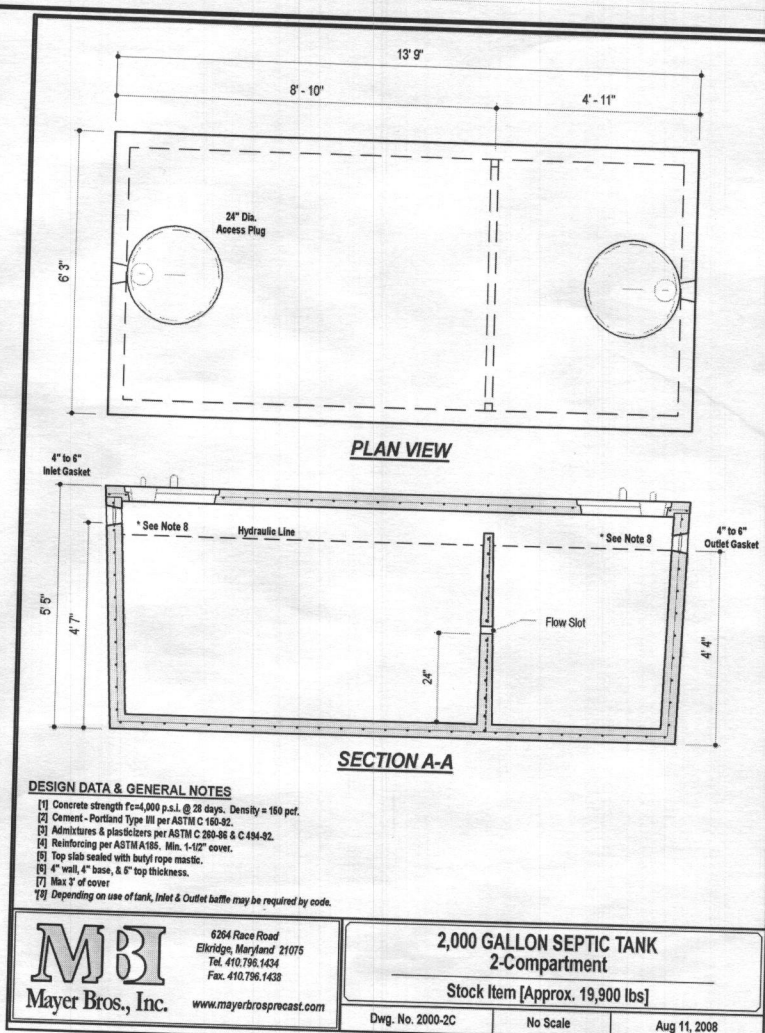 13' 9"
8' - 10"
4' - 11"
24" Dia.
Access Plug
6' 3"
PLAN VIEW
4" to 6"
Inlet Gasket
* See Note 8
Hydraulic Line
* See Note 8
4" to 6"
Outlet Gasket
5' 5"
4' 7"
Flow Slot
24"
4' 4"
SECTION A-A
DESIGN DATA & GENERAL NOTES
[1] Concrete strength f'c=4,000 p.s.i. @ 28 days. Density = 150 pcf.
[2] Cement - Portland Type I/II per ASTM C 150-92.
[3] Admixtures & plasticizers per ASTM C 260-86 & C 494-92.
[4] Reinforcing per ASTM A185. Min. 1-1/2" cover.
[5] Top slab sealed with butyl rope mastic.
[6] 4" wall, 4" base, & 5" top thickness.
[7] Max 3' of cover
*[8] Depending on use of tank, Inlet & Outlet baffle may be required by code.
MBI
Mayer Bros., Inc.
6264 Race Road
Elkridge, Maryland 21075
Tel. 410.796.1434
Fax. 410.796.1438
www.mayerbrosprecast.com
2,000 GALLON SEPTIC TANK
2-Compartment
Stock Item [Approx. 19,900 lbs]
Dwg. No. 2000-2C
No Scale
Aug 11, 2008